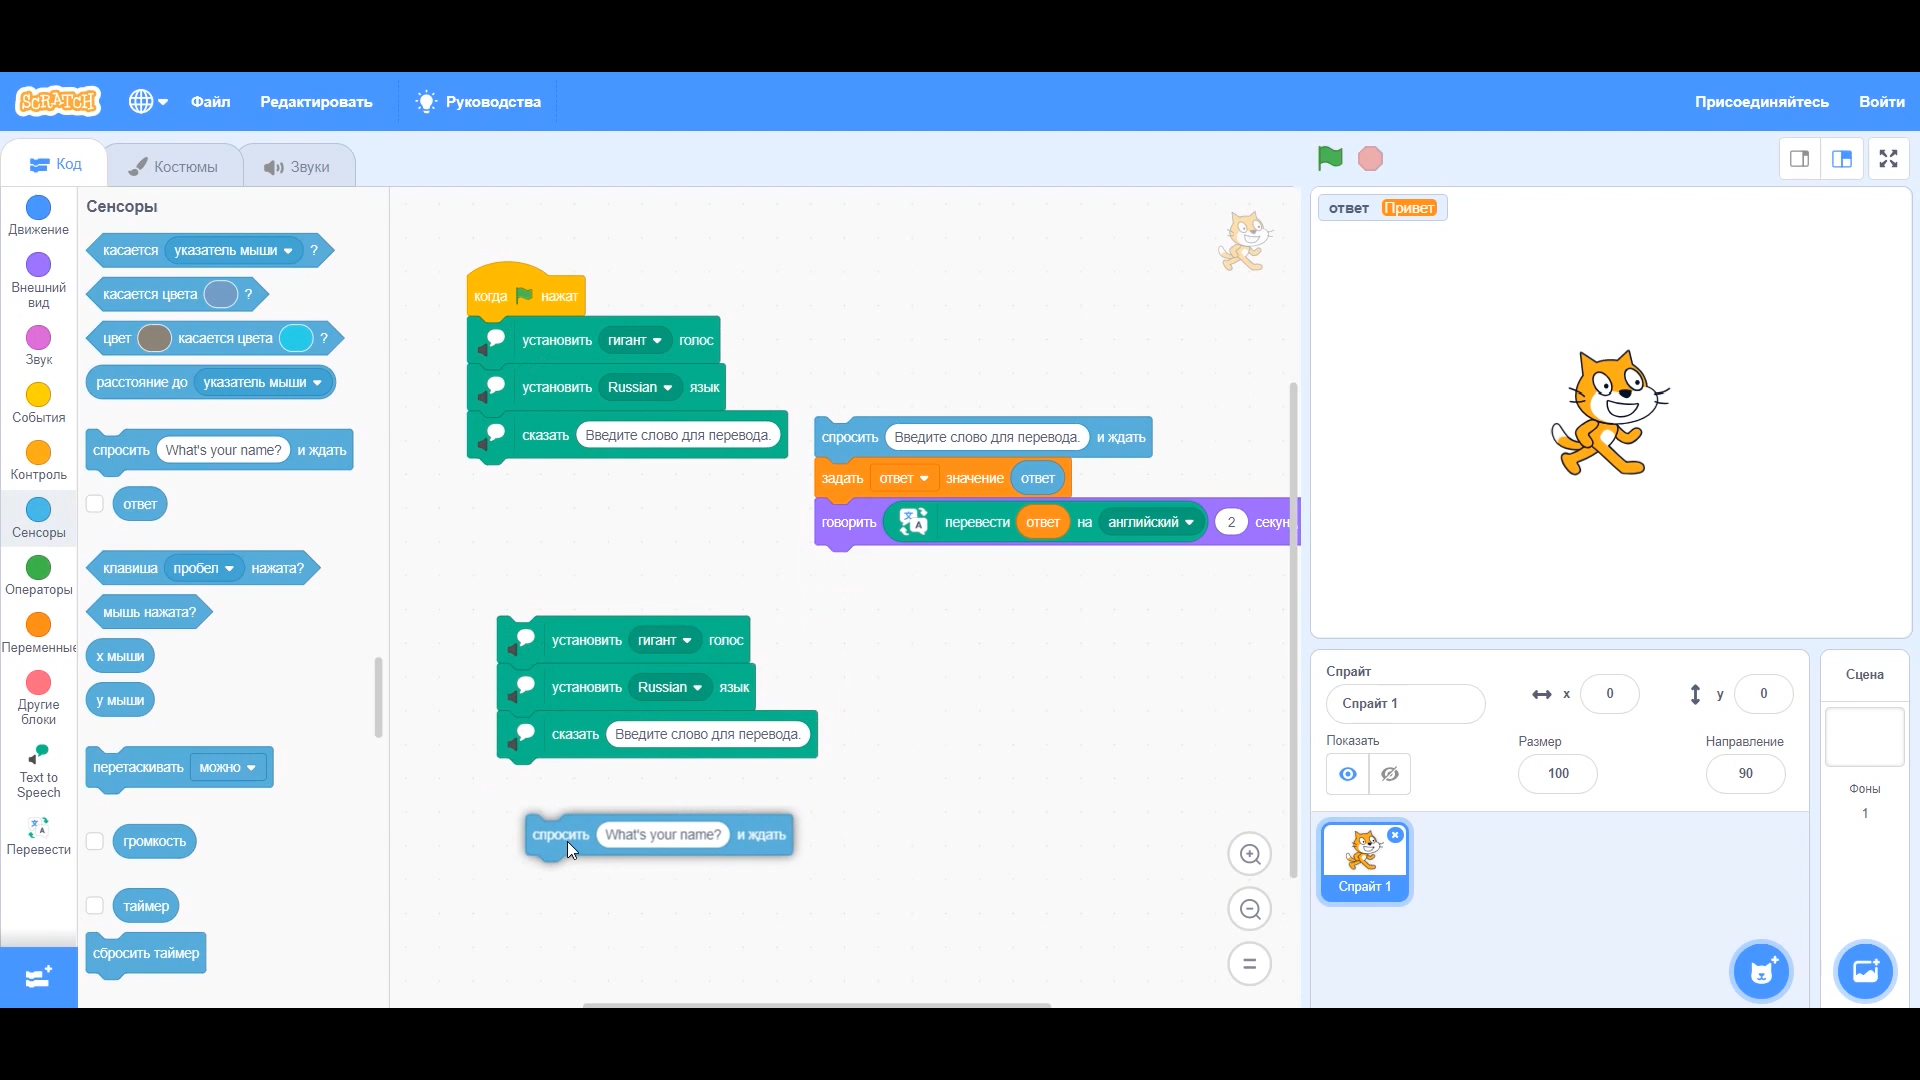 SCRATCH Файл Редактировать Руководства Присоединяйтесь Войти
Код Костюмы Звуки
Движение
Внешний
вид
Звук
События
Контроль
Сенсоры
Операторы
Переменные
Другие
блоки
Text to
Speech
Перевести
Сенсоры
касается указатель мыши ?
касается цвета ?
цвет касается цвета ?
расстояние до указатель мыши
спросить What's your name? и ждать
ответ
клавиша пробел нажата?
мышь нажата?
х мыши
у мыши
перетаскивать можно
громкость
таймер
сбросить таймер
когда нажат
установить гигант голос
установить Russian язык
сказать Введите слово для перевода.
спросить Введите слово для перевода. и ждать
задать ответ значение ответ
говорить перевести ответ на английский 2 секун
установить гигант голос
установить Russian язык
сказать Введите слово для перевода.
спросить What's your name? и ждать
ответ Привет
Спрайт
Спрайт 1 x 0 y 0
Показать Размер Направление
100 90
Спрайт 1
Сцена
Фоны
1